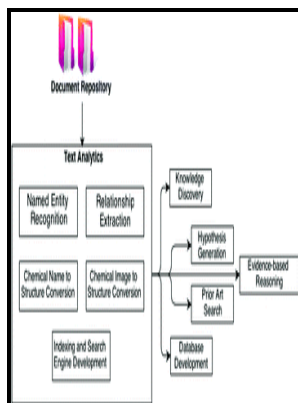 Document Repository
Text Analytics
Named Entity
Recognition
Relationship
Extraction
Chemical Name to
Structure Conversion
Chemical Image to
Structure Conversion
Indexing and Search
Engine Development
Knowledge
Discovery
Hypothesis
Generation
Evidence-based
Reasoning
Prior Art
Search
Database
Development